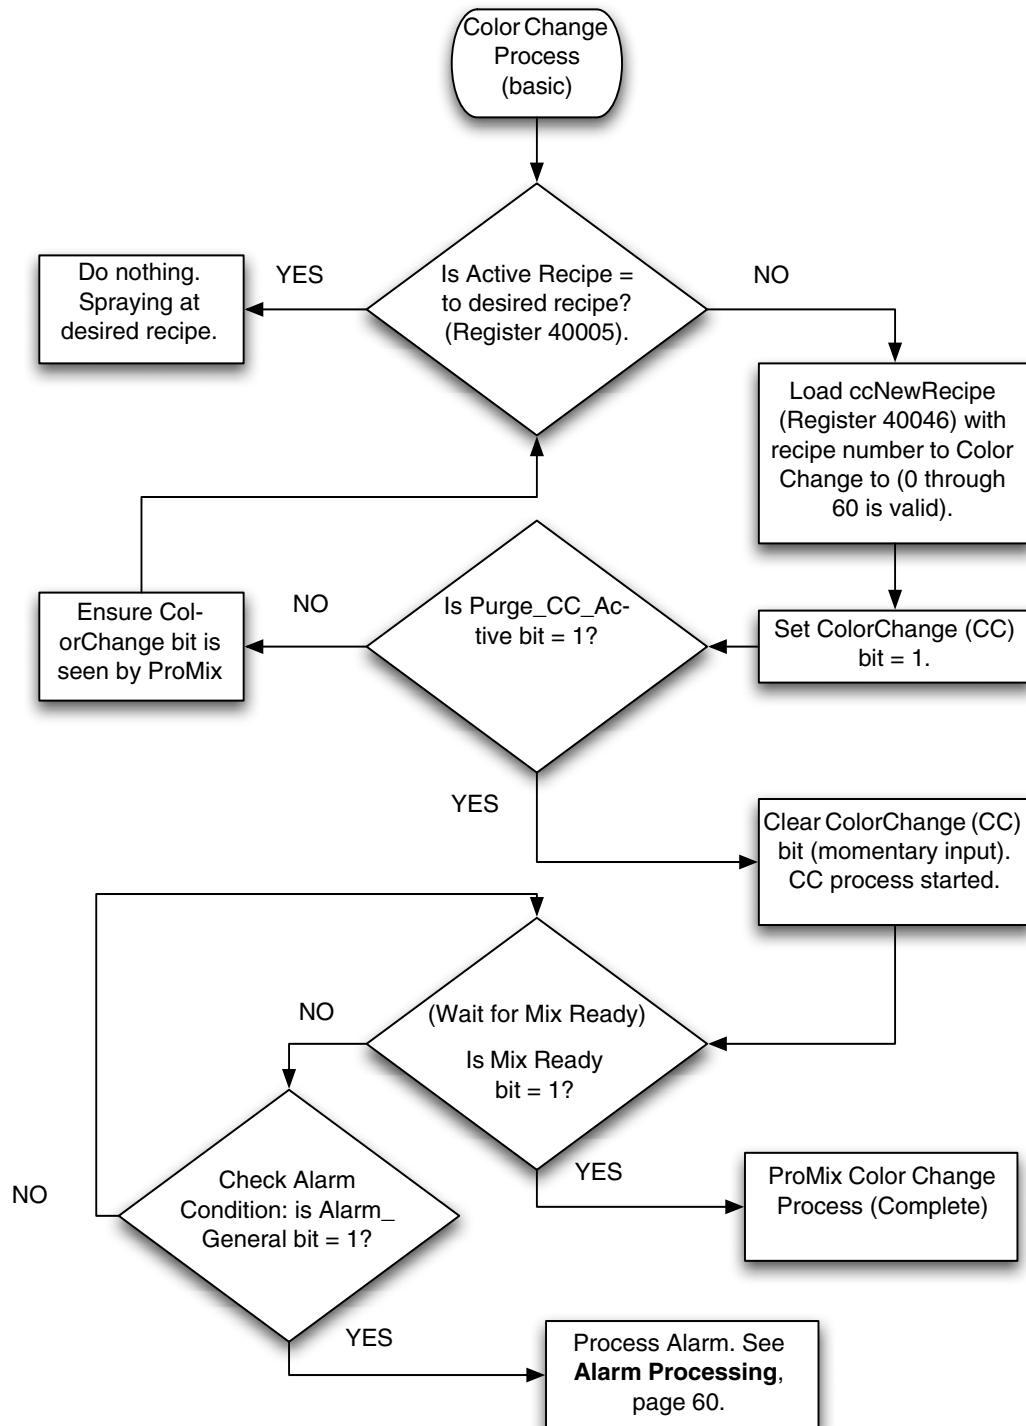 Color Change
Process
(basic)
Is Active Recipe =
to desired recipe?
(Register 40005).
YES
NO
Do nothing.
Spraying at
desired recipe.
Load ccNewRecipe
(Register 40046) with
recipe number to Color
Change to (0 through
60 is valid).
Set ColorChange (CC)
bit = 1.
Is Purge_CC_Ac-
tive bit = 1?
NO
Ensure Col-
orChange bit is
seen by ProMix
YES
Clear ColorChange (CC)
bit (momentary input).
CC process started.
(Wait for Mix Ready)
Is Mix Ready
bit = 1?
NO
YES
ProMix Color Change
Process (Complete)
Check Alarm
Condition: is Alarm_
General bit = 1?
NO
YES
Process Alarm. See
Alarm Processing,
page 60.